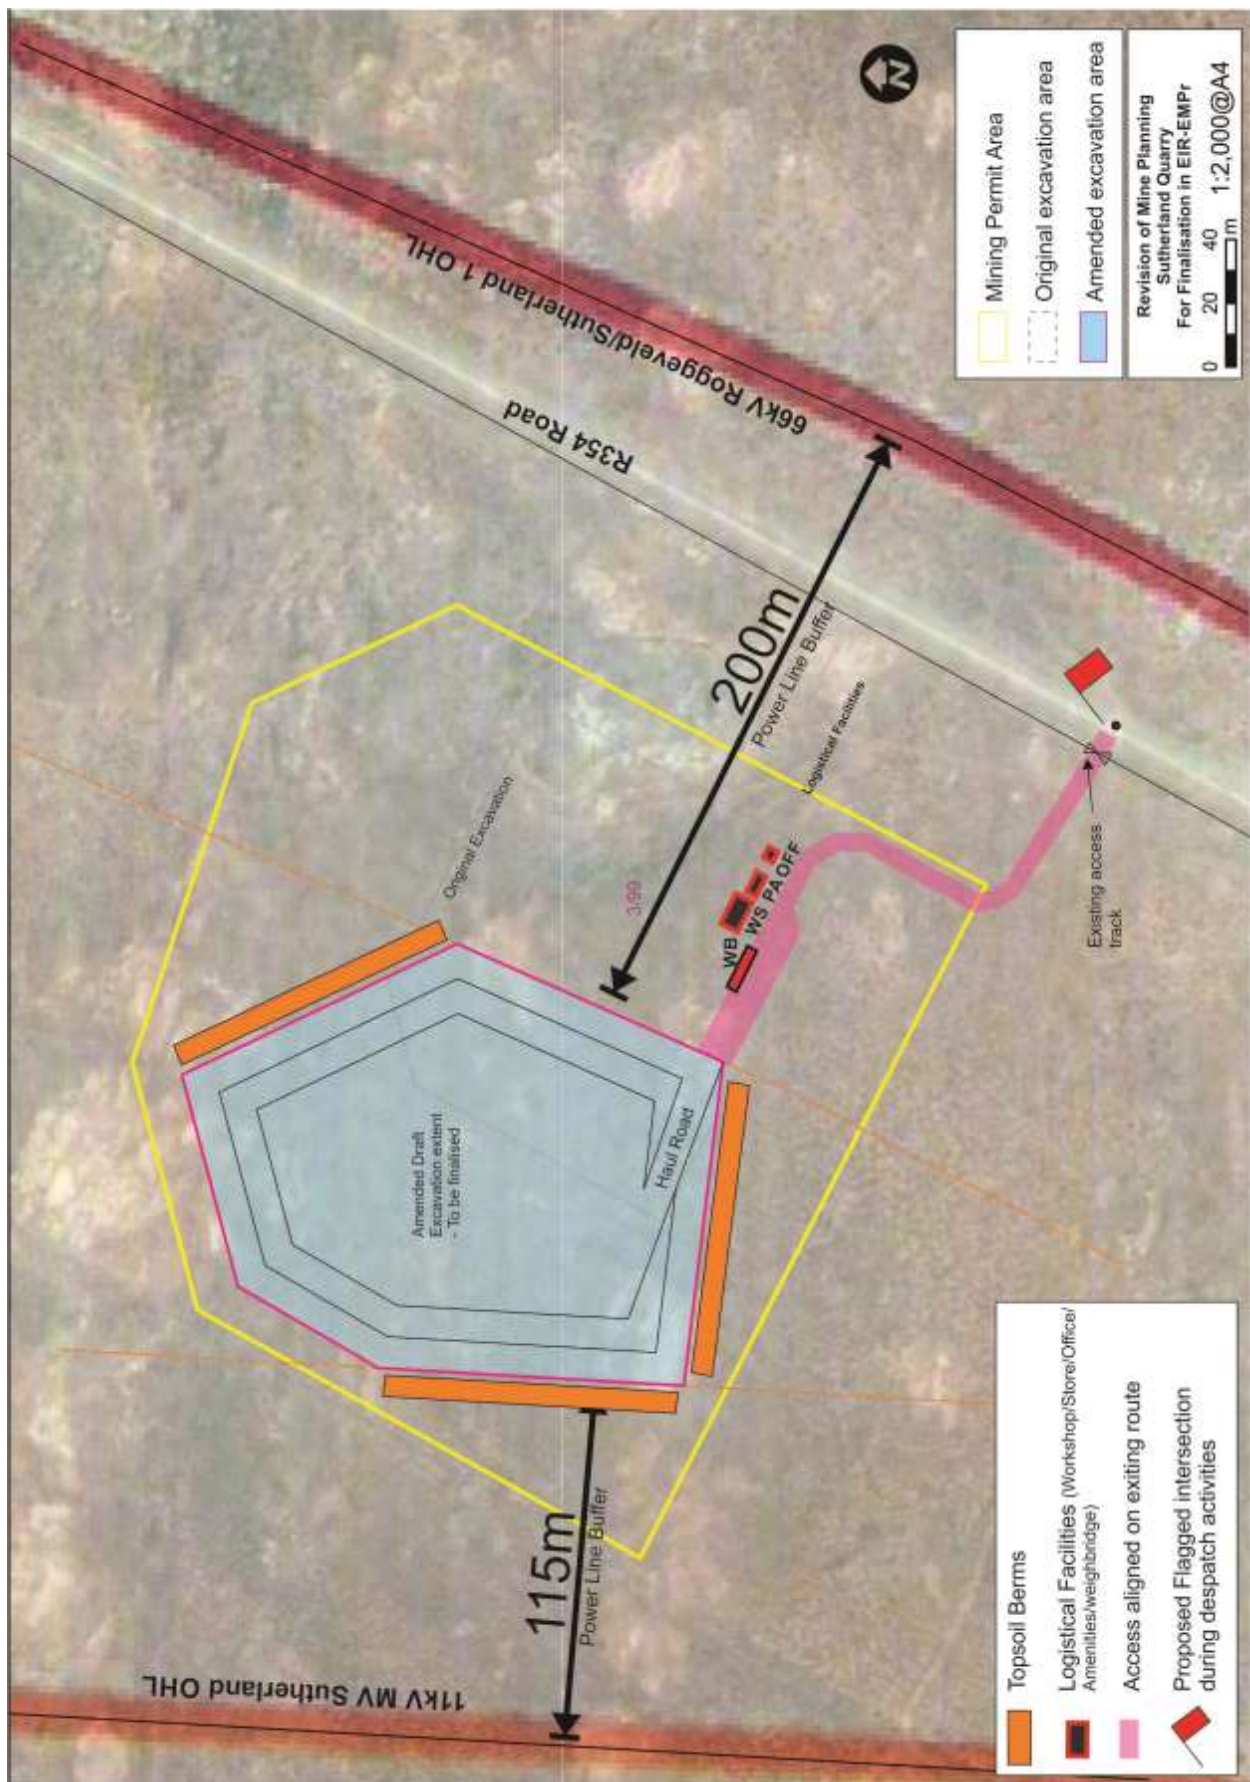 66kV Roggeveld/Sutherland 1 OHL
R354 Road
11kV MV Sutherland OHL
115m
Power Line Buffer
200m
Power Line Buffer
Original Excavation
Amended Draft
Excavation extent
- To be finalised
Haul Road
3/99
Logistical Facilities
WB
WS
PA
OFF
Existing access
track
N
Topsoil Berms
Logistical Facilities (Workshop/Store/Office/
Amenities/weighbridge)
Access aligned on exiting route
Proposed Flagged intersection
during despatch activities
Mining Permit Area
Original excavation area
Amended excavation area
Revision of Mine Planning
Sutherland Quarry
For Finalisation in EIR-EMPr
0 20 40 m 1:2,000@A4